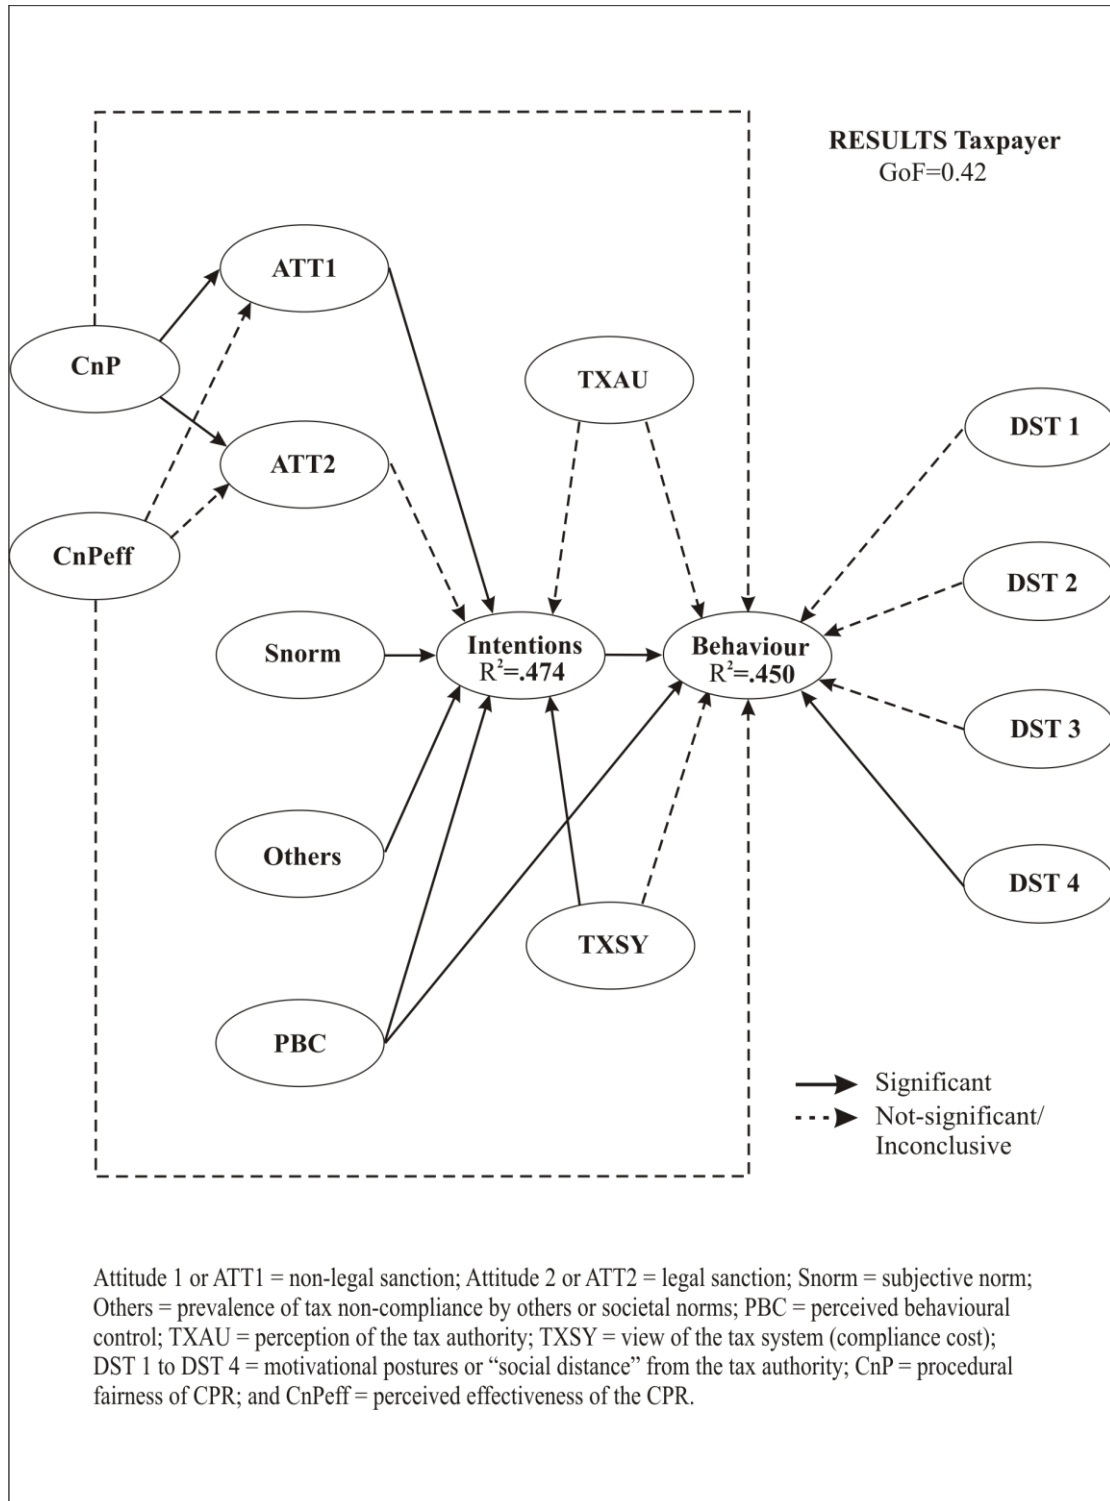 RESULTS Taxpayer
GoF=0.42
ATT1
CnP
TXAU
DST 1
ATT2
CnPeff
DST 2
Snorm
Intentions
R²=.474
Behaviour
R²=.450
DST 3
Others
DST 4
TXSY
PBC
Significant
Not-significant/
Inconclusive
Attitude 1 or ATT1 = non-legal sanction; Attitude 2 or ATT2 = legal sanction; Snorm = subjective norm;
Others = prevalence of tax non-compliance by others or societal norms; PBC = perceived behavioural
control; TXAU = perception of the tax authority; TXSY = view of the tax system (compliance cost);
DST 1 to DST 4 = motivational postures or “social distance” from the tax authority; CnP = procedural
fairness of CPR; and CnPeff = perceived effectiveness of the CPR.